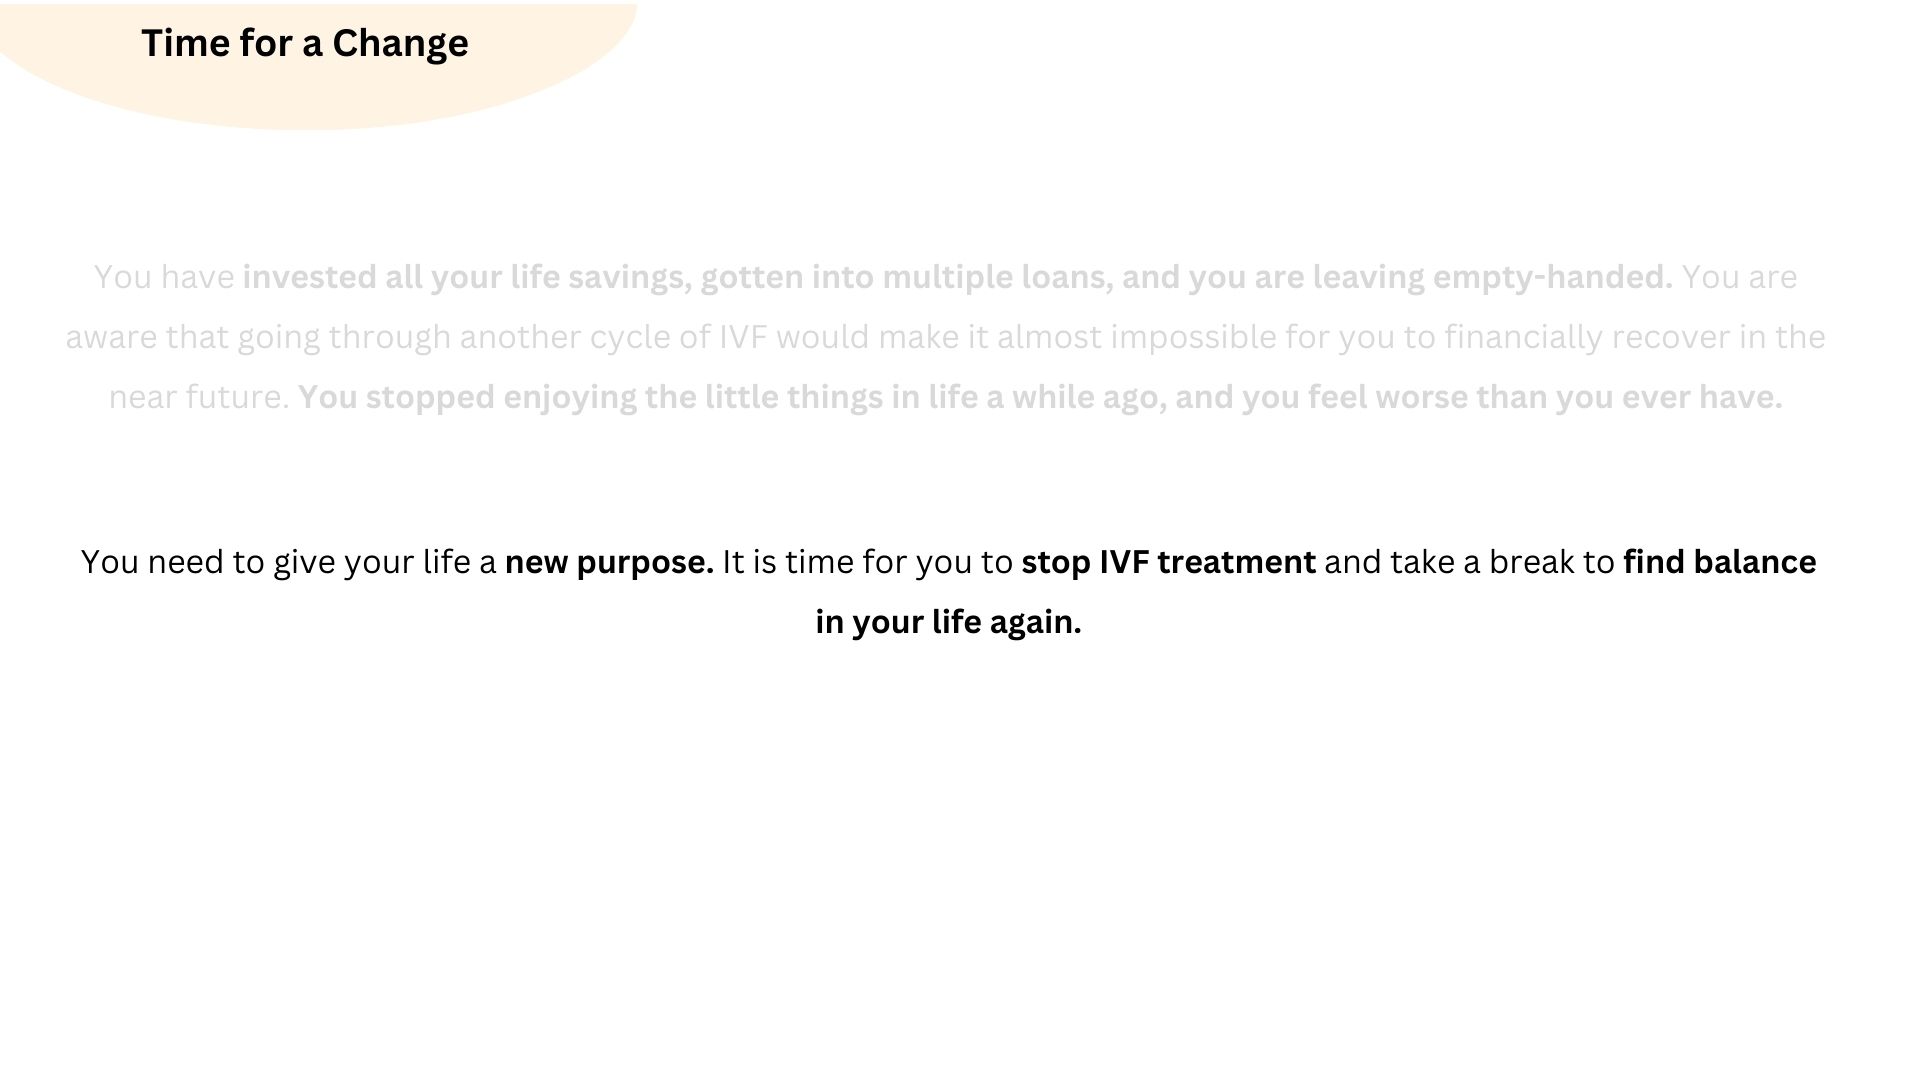 Time for a Change
You have invested all your life savings, gotten into multiple loans, and you are leaving empty-handed. You are
aware that going through another cycle of IVF would make it almost impossible for you to financially recover in the
near future. You stopped enjoying the little things in life a while ago, and you feel worse than you ever have.
You need to give your life a new purpose. It is time for you to stop IVF treatment and take a break to find balance
in your life again.